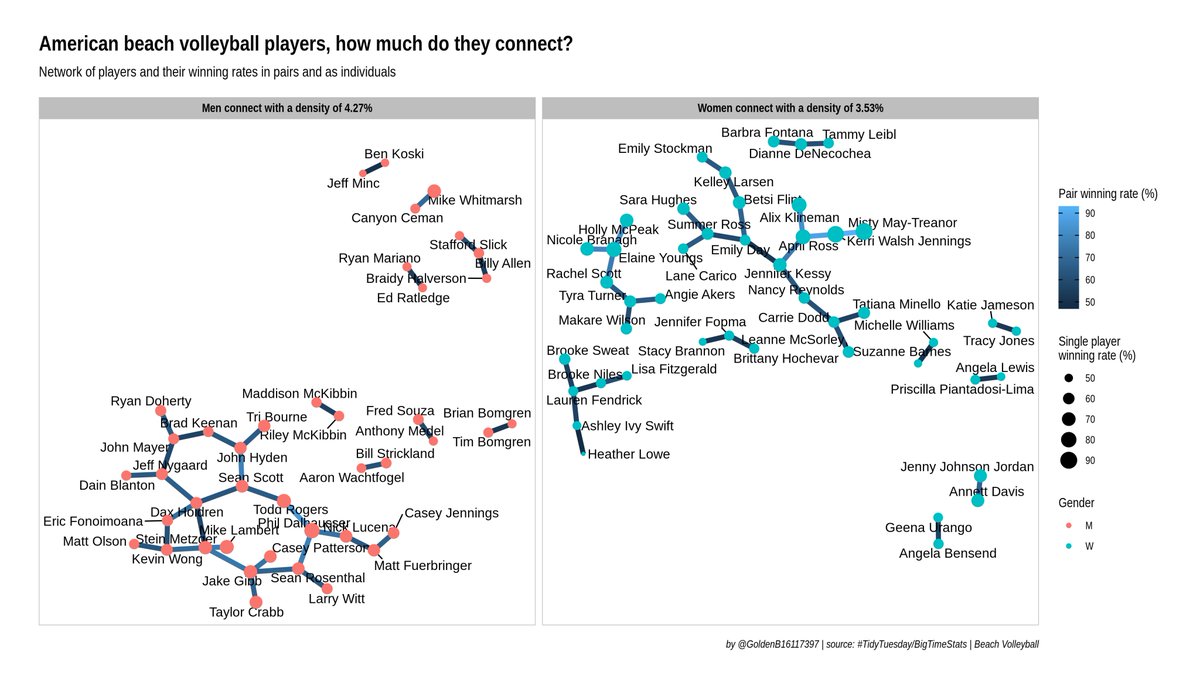 American beach volleyball players, how much do they connect?
Network of players and their winning rates in pairs and as individuals
Men connect with a density of 4.27%
Ben Koski
Jeff Minc
Mike Whitmarsh
Canyon Ceman
Stafford Slick
Ryan Mariano
Billy Allen
Braidy Halverson
Ed Ratledge
Maddison McKibbin
Ryan Doherty
Fred Souza
Brian Bomgren
Tri Bourne
Brad Keenan
Riley McKibbin
Anthony Medel
Tim Bomgren
John Mayer
John Hyden
Bill Strickland
Jeff Nygaard
Sean Scott
Aaron Wachtfogel
Dain Blanton
Todd Rogers
Dax Holdren
Casey Jennings
Eric Fonoimoana
Phil Dalhausser
Nick Lucena
Mike Lambert
Matt Olson
Stein Metzger
Casey Patterson
Kevin Wong
Matt Fuerbringer
Jake Gibb
Sean Rosenthal
Larry Witt
Taylor Crabb
Women connect with a density of 3.53%
Barbra Fontana
Tammy Leibl
Emily Stockman
Dianne DeNecochea
Kelley Larsen
Sara Hughes
Betsi Flint
Alix Klineman
Misty May-Treanor
Holly McPeak
Summer Ross
Nicole Branagh
Kerri Walsh Jennings
April Ross
Emily Day
Elaine Youngs
Rachel Scott
Lane Carico
Jennifer Kessy
Nancy Reynolds
Tyra Turner
Angie Akers
Tatiana Minello
Katie Jameson
Makare Wilson
Jennifer Fopma
Carrie Dodd
Michelle Williams
Leanne McSorley
Tracy Jones
Brooke Sweat
Stacy Brannon
Brittany Hochevar
Suzanne Barnes
Brooke Niles
Lisa Fitzgerald
Angela Lewis
Priscilla Piantadosi-Lima
Lauren Fendrick
Ashley Ivy Swift
Heather Lowe
Jenny Johnson Jordan
Annett Davis
Geena Urango
Angela Bensend
Pair winning rate (%)
90
80
70
60
50
Single player
winning rate (%)
50
60
70
80
90
Gender
M
W
by @GoldenB16117397 | source: #TidyTuesday/BigTimeStats | Beach Volleyball